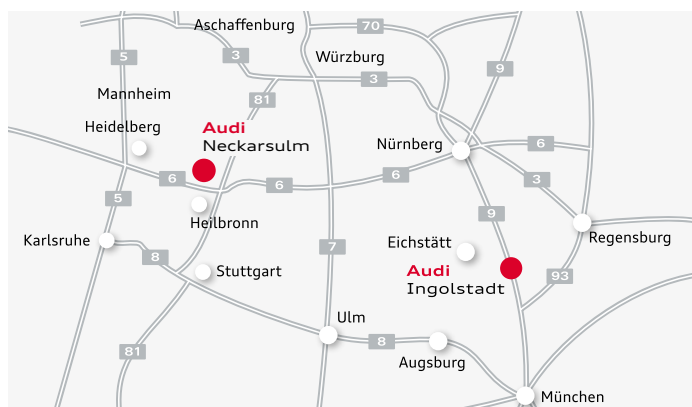 Aschaffenburg
70
5
3
Würzburg
9
3
Mannheim
81
Heidelberg
Audi
Neckarsulm
Nürnberg
6
6
6
6
3
5
9
Heilbronn
Karlsruhe
Eichstätt
Regensburg
7
8
Stuttgart
Audi
Ingolstadt
93
Ulm
8
81
Augsburg
München